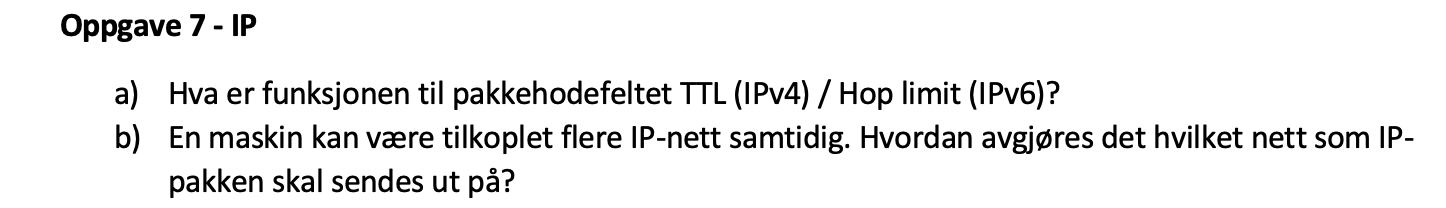 Oppgave 7 - IP
a) Hva er funksjonen til pakkehodefeltet TTL (IPv4) / Hop limit (IPv6)?
b) En maskin kan være tilkoplet flere IP-nett samtidig. Hvordan avgjøres det hvilket nett som IP-
pakken skal sendes ut på?